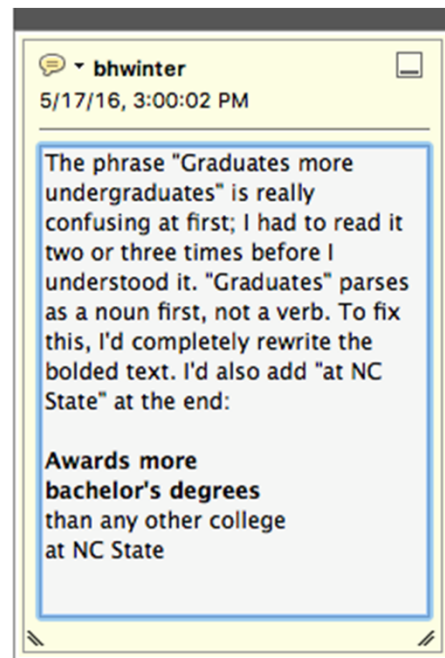 bhwinter
5/17/16, 3:00:02 PM
The phrase "Graduates more
undergraduates" is really
confusing at first; I had to read it
two or three times before I
understood it. "Graduates" parses
as a noun first, not a verb. To fix
this, I'd completely rewrite the
bolded text. I'd also add "at NC
State" at the end:
Awards more
bachelor's degrees
than any other college
at NC State